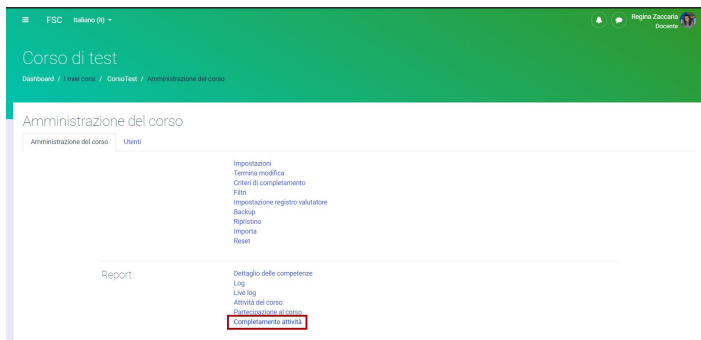 FSC Italiano (it)
Regina Zaccaria
Docente
Corso di test
Dashboard / I miei corsi / CorsoTest / Amministrazione del corso
Amministrazione del corso
Amministrazione del corso Utenti
Impostazioni
Termina modifica
Criteri di completamento
Filtri
Impostazione registro valutatore
Backup
Ripristino
Importa
Reset
Report
Dettaglio delle competenze
Log
Live log
Attività del corso
Partecipazione al corso
Completamento attività